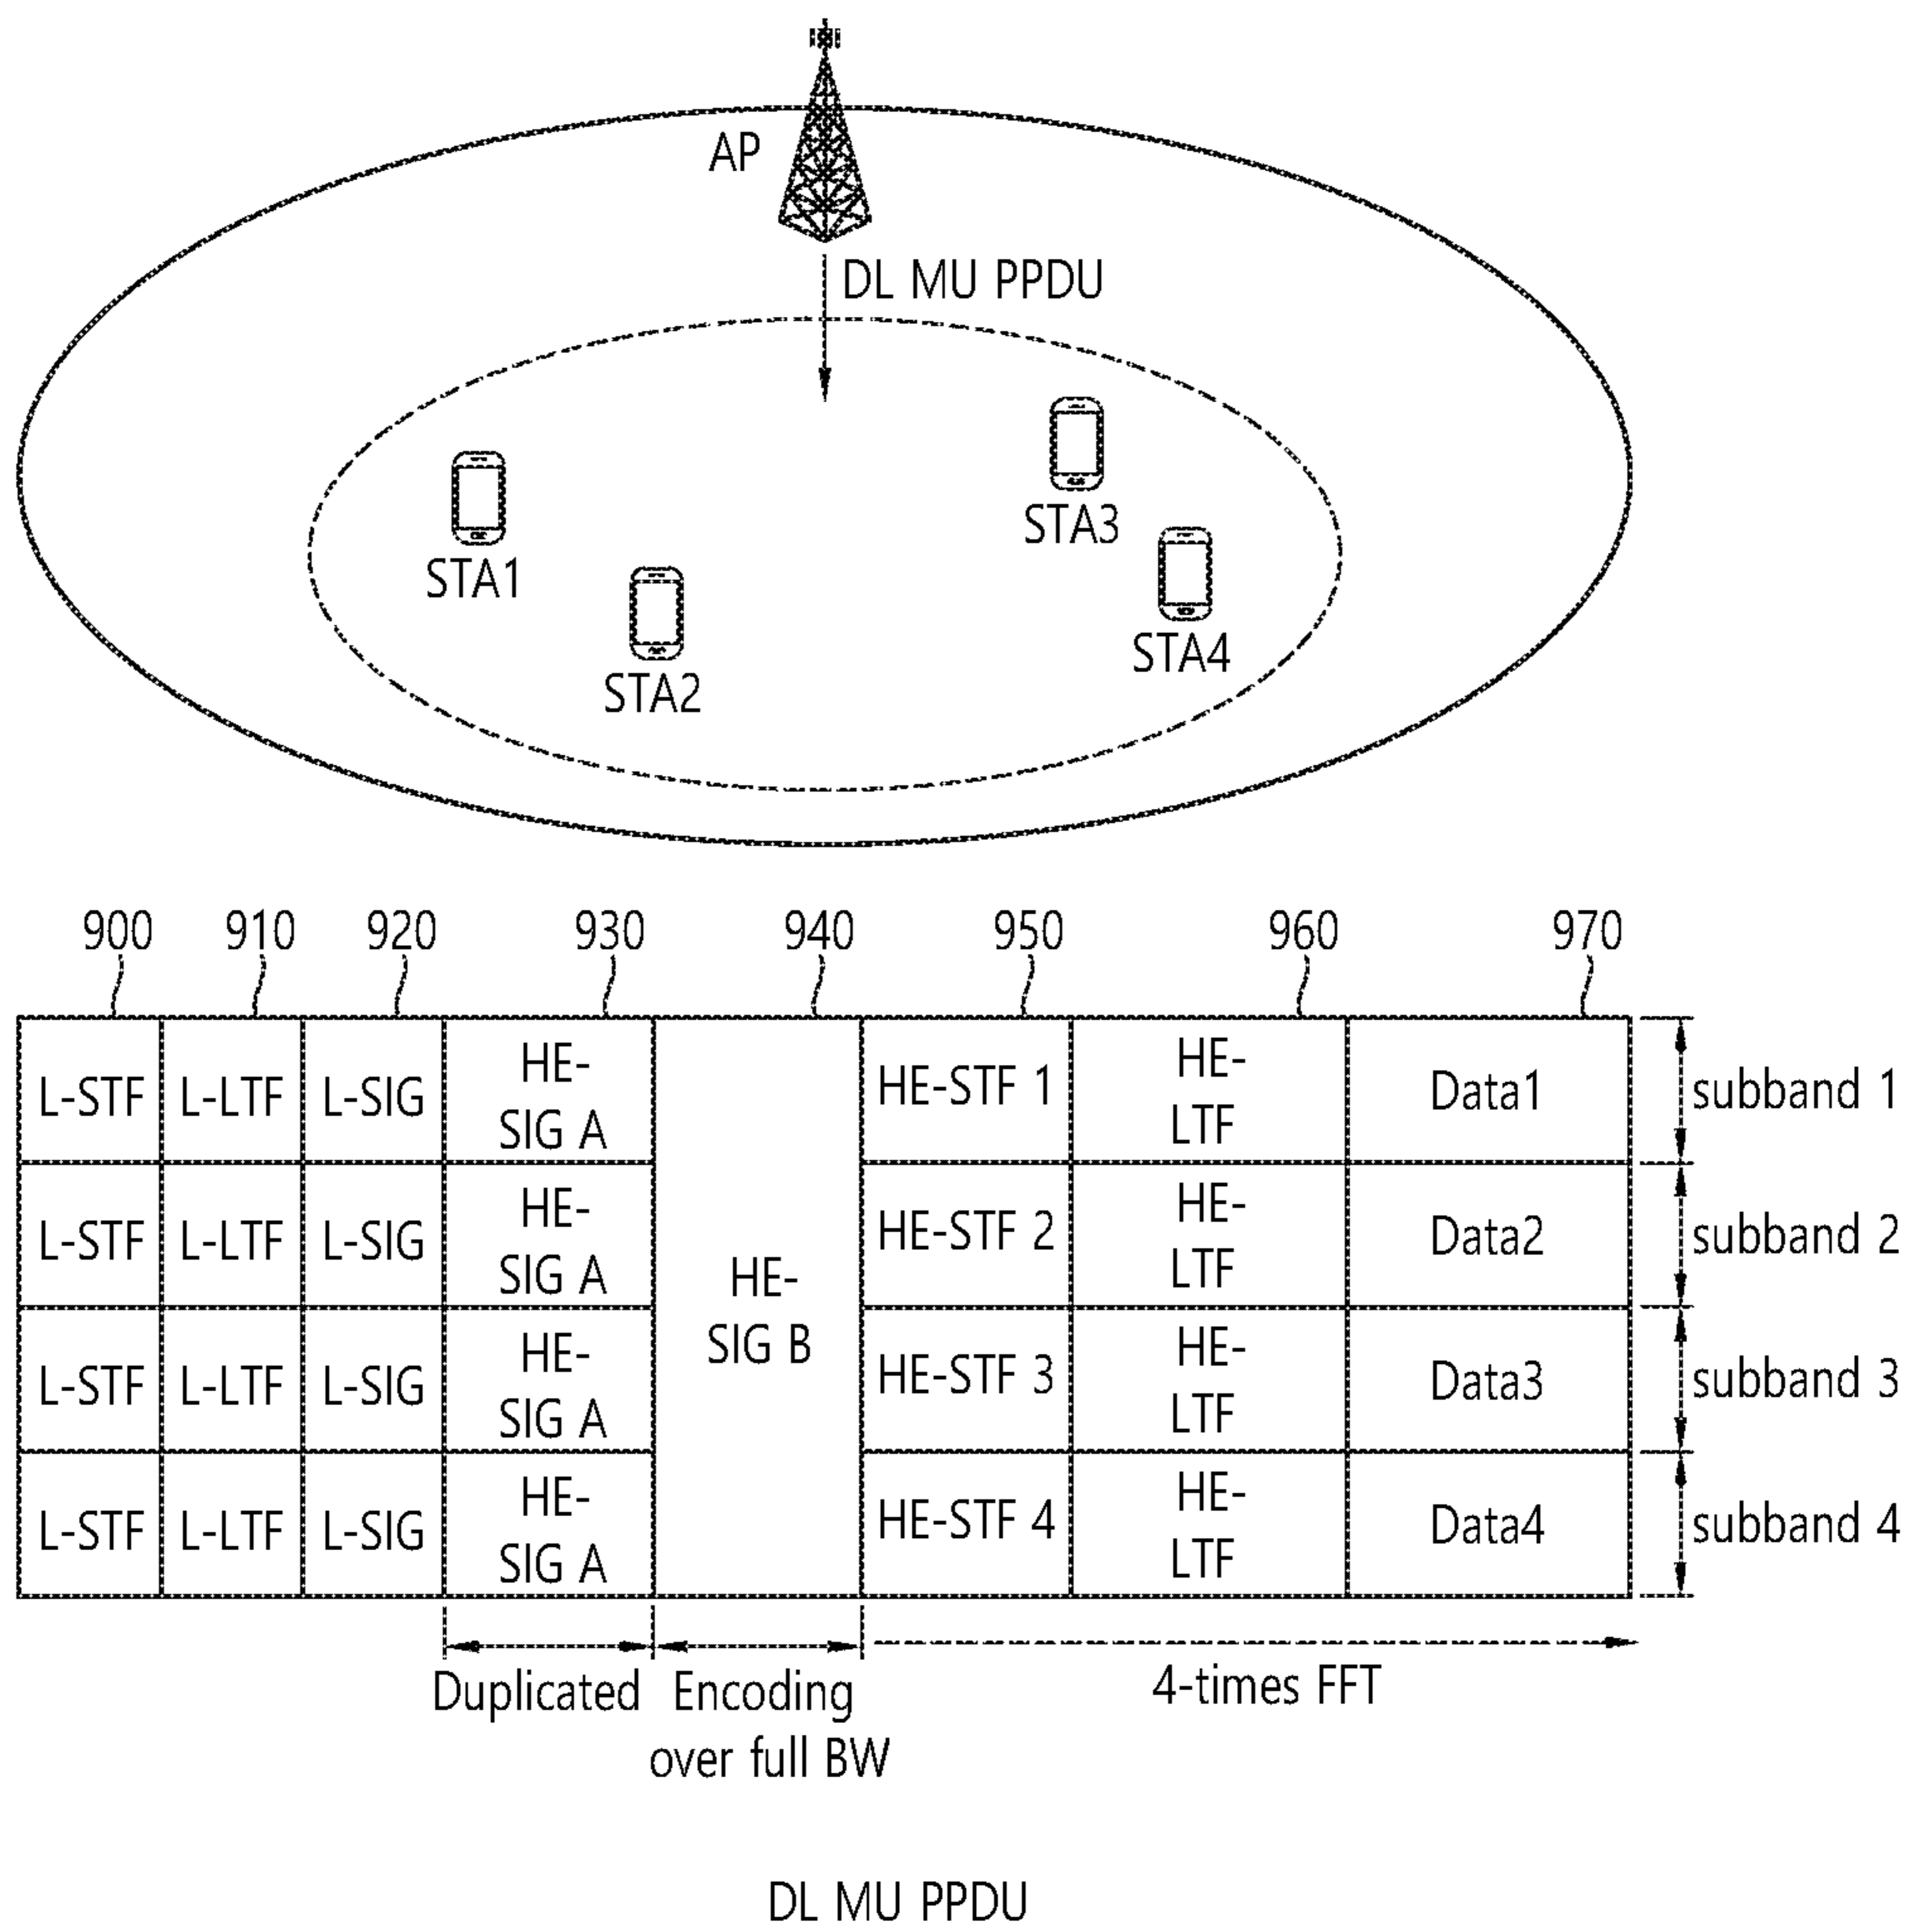 AP
DL MU PPDU
STA3
STA1
STA4
STA2
900 910 920 930 940 950 960 970
L-STF L-LTF L-SIG HE-SIG A HE-STF 1 HE-LTF Data1 subband 1
L-STF L-LTF L-SIG HE-SIG A HE-STF 2 HE-LTF Data2 subband 2
HE-
SIG B
L-STF L-LTF L-SIG HE-SIG A HE-STF 3 HE-LTF Data3 subband 3
L-STF L-LTF L-SIG HE-SIG A HE-STF 4 HE-LTF Data4 subband 4
Duplicated Encoding 4-times FFT
over full BW
DL MU PPDU